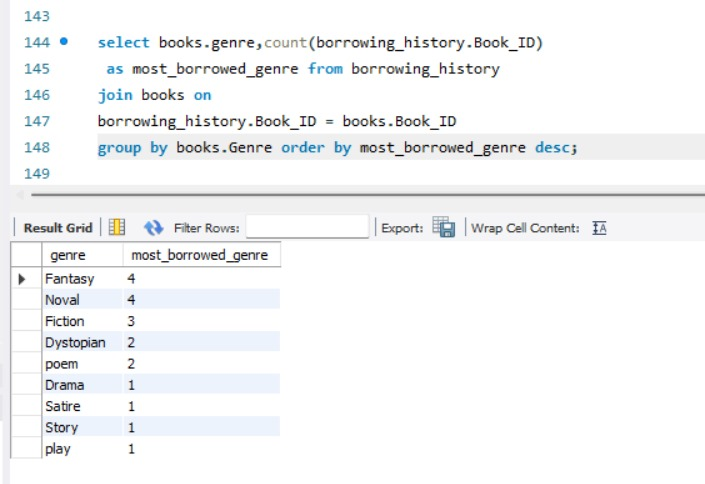 143
144 select books.genre,count(borrowing_history.Book_ID)
145 as most_borrowed_genre from borrowing_history
146 join books on
147 borrowing_history.Book_ID = books.Book_ID
148 group by books.Genre order by most_borrowed_genre desc;
149
Result Grid Filter Rows: Export: Wrap Cell Content: IA
genre most_borrowed_genre
Fantasy 4
Noval 4
Fiction 3
Dystopian 2
poem 2
Drama 1
Satire 1
Story 1
play 1